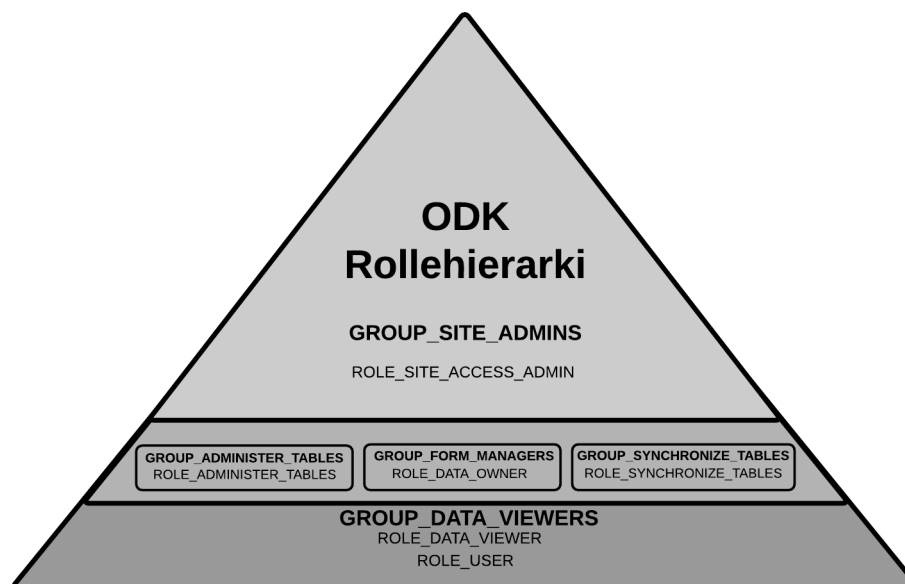 ODK
Rollehierarki
GROUP_SITE_ADMINS
ROLE_SITE_ACCESS_ADMIN
GROUP_ADMINISTER_TABLES
ROLE_ADMINISTER_TABLES
GROUP_FORM_MANAGERS
ROLE_DATA_OWNER
GROUP_SYNCHRONIZE_TABLES
ROLE_SYNCHRONIZE_TABLES
GROUP_DATA_VIEWERS
ROLE_DATA_VIEWER
ROLE_USER